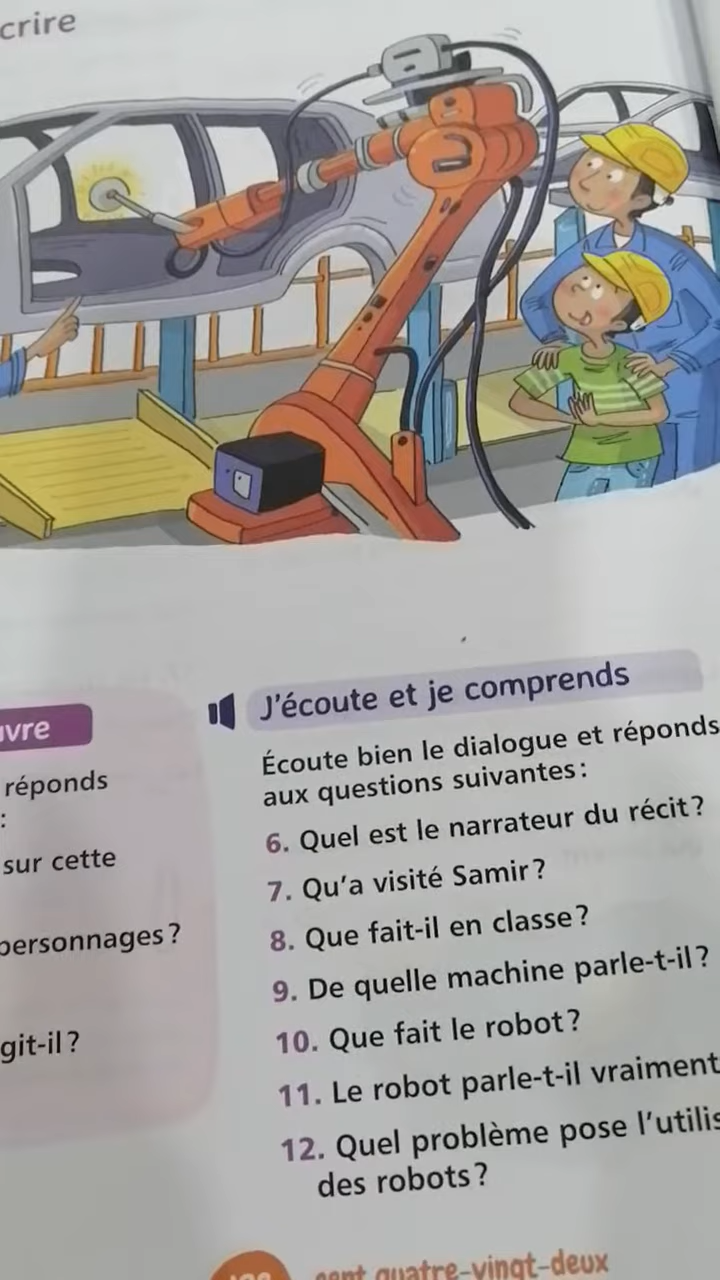 crire
uvre
réponds
:
sur cette
personnages ?
git-il ?
J'écoute et je comprends
Écoute bien le dialogue et réponds
aux questions suivantes :
6. Quel est le narrateur du récit ?
7. Qu'a visité Samir ?
8. Que fait-il en classe ?
9. De quelle machine parle-t-il ?
10. Que fait le robot ?
11. Le robot parle-t-il vraiment
12. Quel problème pose l'utilis
des robots ?
cent quatre-vingt-deux